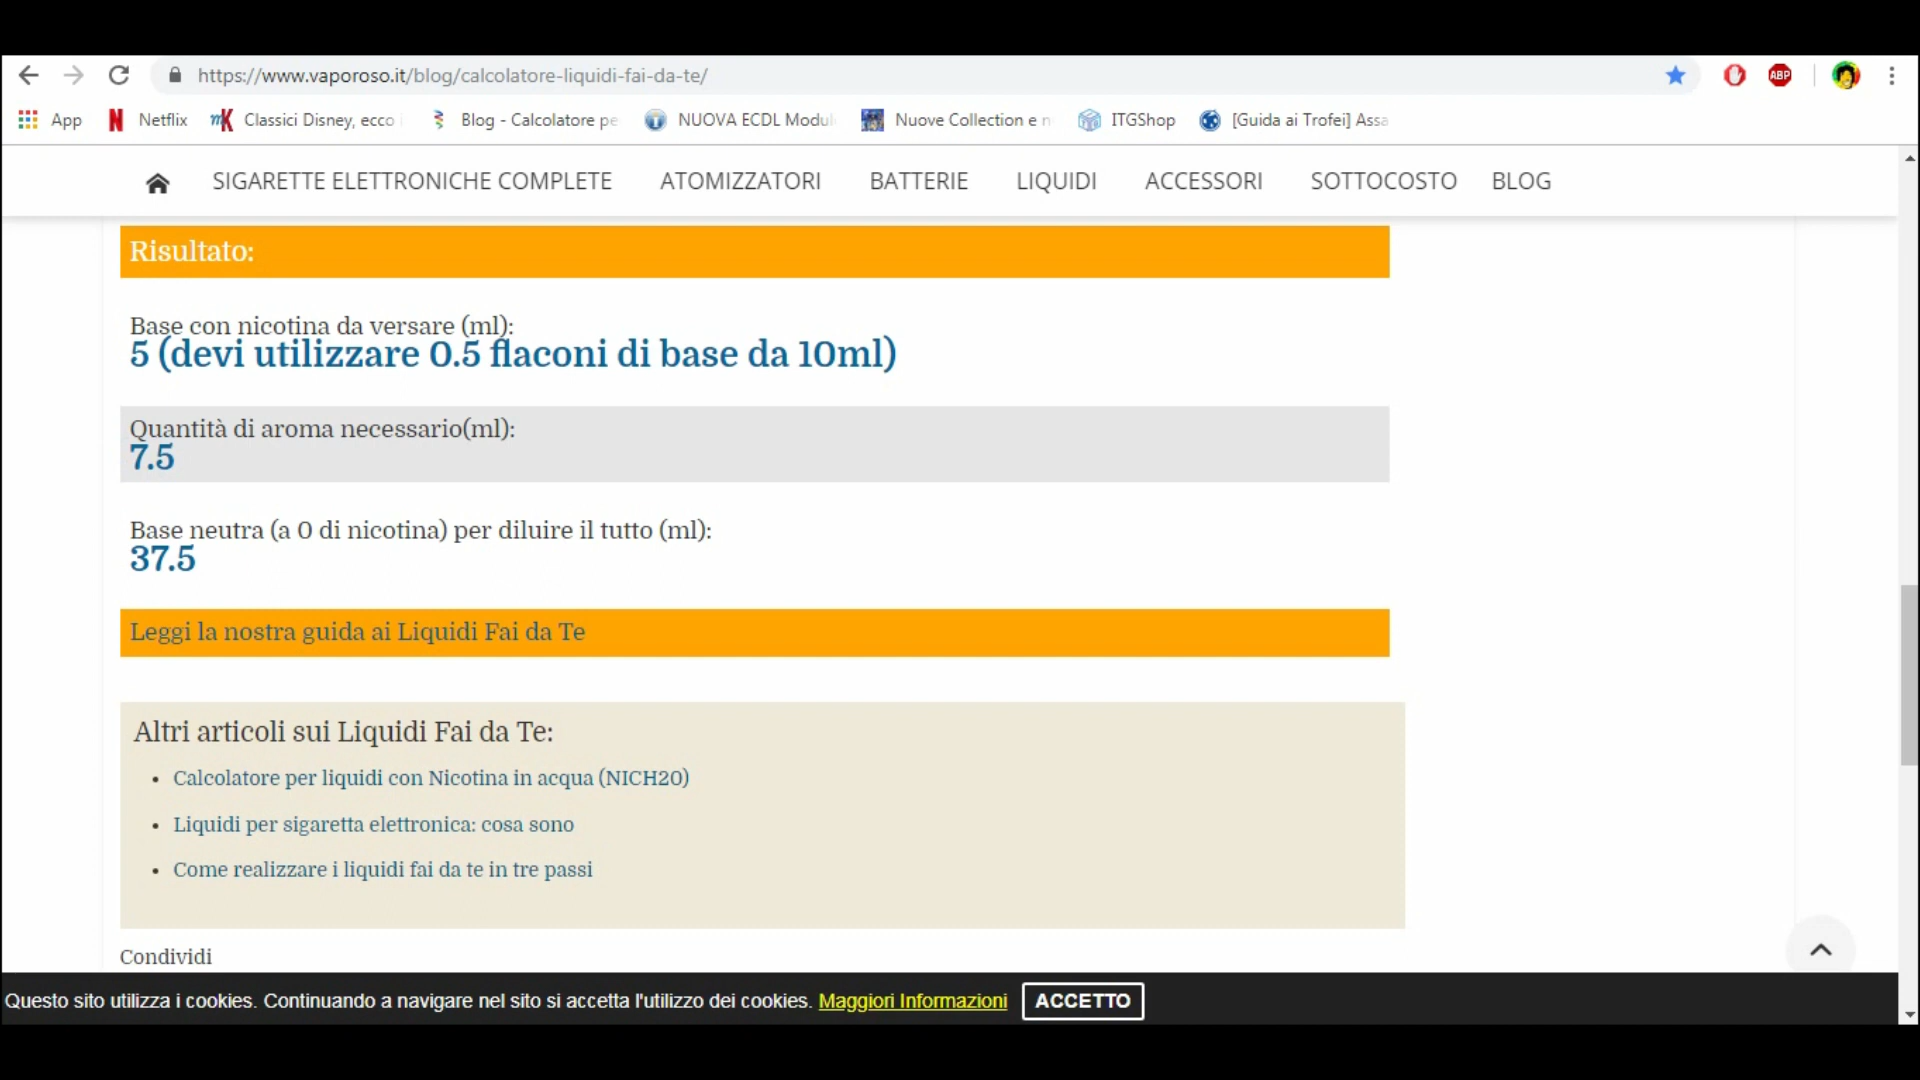 https://www.vaporoso.it/blog/calcolatore-liquidi-fai-da-te/
ABP
App Netflix Classici Disney, ecco i Blog - Calcolatore pe NUOVA ECDL Modul Nuove Collection e n ITGShop [Guida ai Trofei] Assa
SIGARETTE ELETTRONICHE COMPLETE ATOMIZZATORI BATTERIE LIQUIDI ACCESSORI SOTTOCOSTO BLOG
Risultato:
Base con nicotina da versare (ml):
5 (devi utilizzare 0.5 flaconi di base da 10ml)
Quantità di aroma necessario(ml):
7.5
Base neutra (a 0 di nicotina) per diluire il tutto (ml):
37.5
Leggi la nostra guida ai Liquidi Fai da Te
Altri articoli sui Liquidi Fai da Te:
• Calcolatore per liquidi con Nicotina in acqua (NICH20)
• Liquidi per sigaretta elettronica: cosa sono
• Come realizzare i liquidi fai da te in tre passi
Condividi
Questo sito utilizza i cookies. Continuando a navigare nel sito si accetta l'utilizzo dei cookies. Maggiori Informazioni ACCETTO